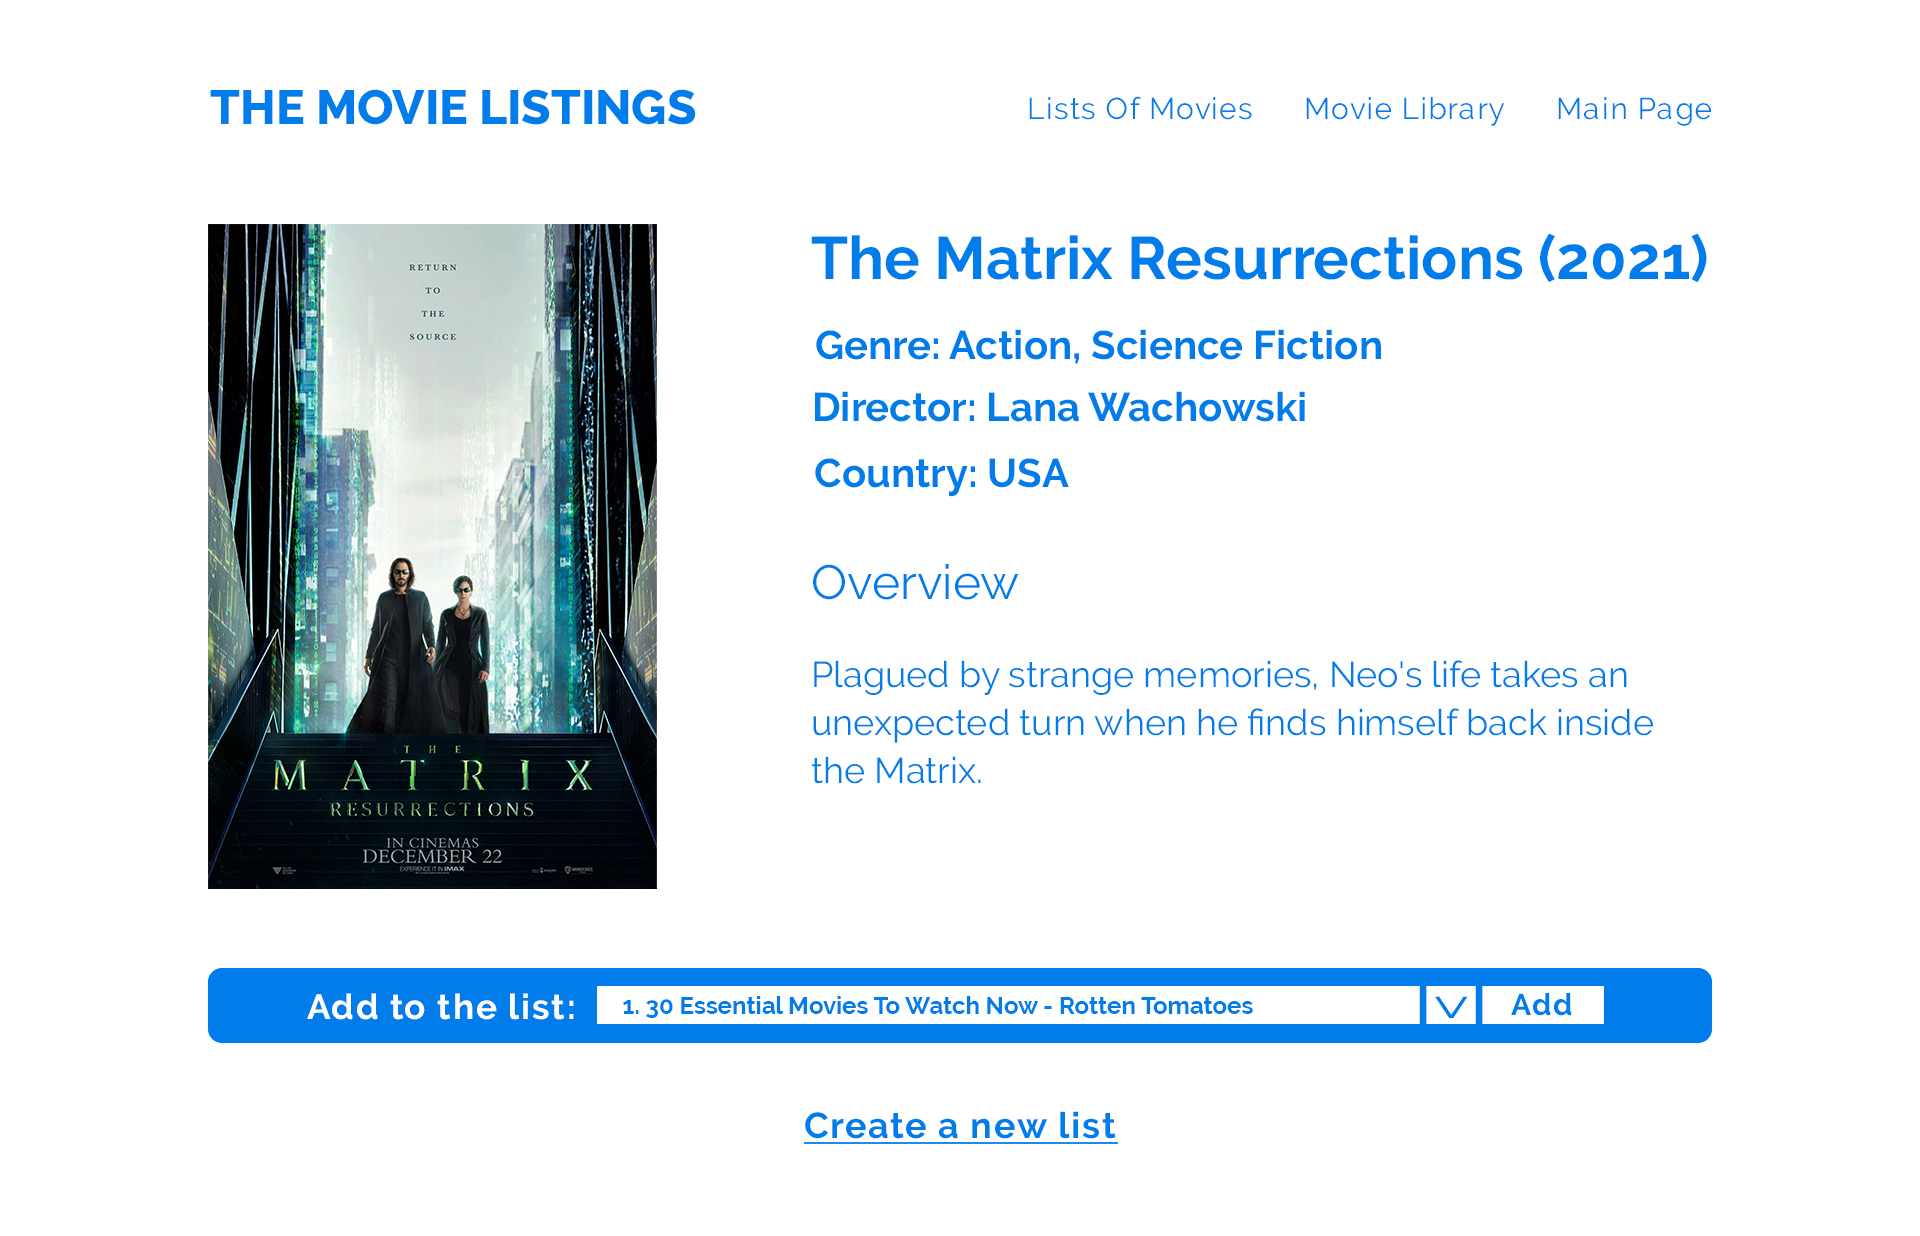 THE MOVIE LISTINGS
Lists Of Movies
Movie Library
Main Page
RETURN
TO
THE
SOURCE
THE
MATRIX
RESURRECTIONS
IN CINEMAS
DECEMBER 22
EXPERIENCE IT IN IMAX
The Matrix Resurrections (2021)
Genre: Action, Science Fiction
Director: Lana Wachowski
Country: USA
Overview
Plagued by strange memories, Neo's life takes an
unexpected turn when he finds himself back inside
the Matrix.
Add to the list:
1. 30 Essential Movies To Watch Now - Rotten Tomatoes
Add
Create a new list